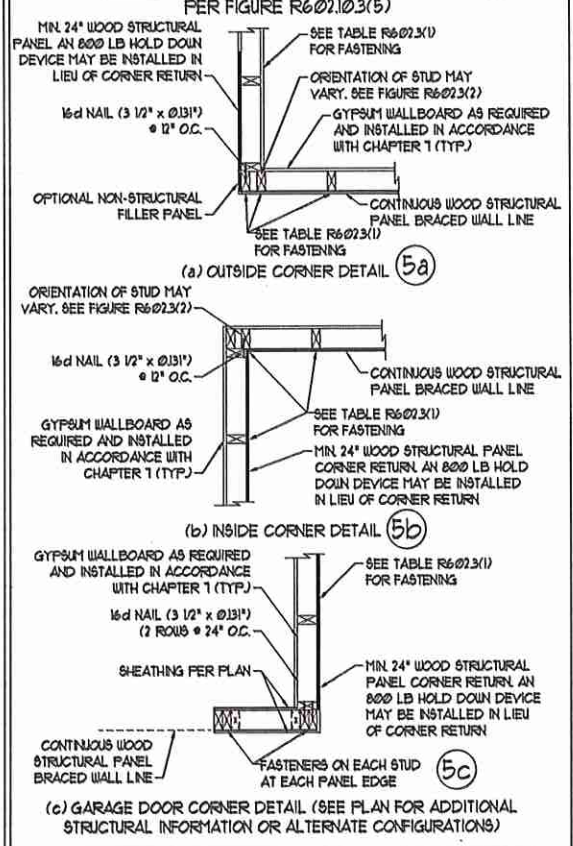 PER FIGURE R602.10.3(5)
MIN. 24" WOOD STRUCTURAL
PANEL AN 800 LB HOLD DOWN
DEVICE MAY BE INSTALLED IN
LIEU OF CORNER RETURN
16d NAIL (3 1/2" x 0.131")
@ 12" O.C.
OPTIONAL NON-STRUCTURAL
FILLER PANEL
SEE TABLE R602.3(1)
FOR FASTENING
ORIENTATION OF STUD MAY
VARY. SEE FIGURE R602.3(2)
GYPSUM WALLBOARD AS REQUIRED
AND INSTALLED IN ACCORDANCE
WITH CHAPTER 7 (TYP.)
CONTINUOUS WOOD STRUCTURAL
PANEL BRACED WALL LINE
SEE TABLE R602.3(1)
FOR FASTENING
(a) OUTSIDE CORNER DETAIL 5a
ORIENTATION OF STUD MAY
VARY. SEE FIGURE R602.3(2)
16d NAIL (3 1/2" x 0.131")
@ 12" O.C.
GYPSUM WALLBOARD AS
REQUIRED AND INSTALLED
IN ACCORDANCE WITH
CHAPTER 7 (TYP.)
CONTINUOUS WOOD STRUCTURAL
PANEL BRACED WALL LINE
SEE TABLE R602.3(1)
FOR FASTENING
MIN. 24" WOOD STRUCTURAL PANEL
CORNER RETURN. AN 800 LB HOLD
DOWN DEVICE MAY BE INSTALLED
IN LIEU OF CORNER RETURN
(b) INSIDE CORNER DETAIL 5b
GYPSUM WALLBOARD AS REQUIRED
AND INSTALLED IN ACCORDANCE
WITH CHAPTER 7 (TYP.)
16d NAIL (3 1/2" x 0.131")
(2 ROWS @ 24" O.C.
SHEATHING PER PLAN
CONTINUOUS WOOD
STRUCTURAL PANEL
BRACED WALL LINE
SEE TABLE R602.3(1)
FOR FASTENING
MIN. 24" WOOD STRUCTURAL
PANEL CORNER RETURN. AN
800 LB HOLD DOWN DEVICE
MAY BE INSTALLED IN LIEU
OF CORNER RETURN
FASTENERS ON EACH STUD
AT EACH PANEL EDGE
5c
(c) GARAGE DOOR CORNER DETAIL (SEE PLAN FOR ADDITIONAL
STRUCTURAL INFORMATION OR ALTERNATE CONFIGURATIONS)